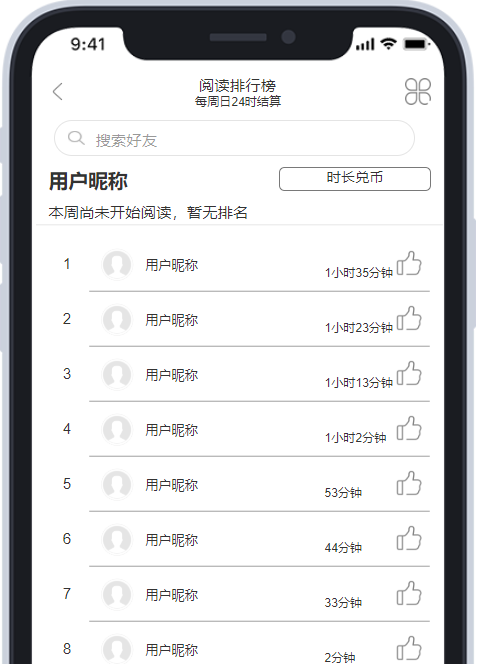 9:41
阅读排行榜
每周日24时结算
搜索好友
用户昵称
时长兑币
本周尚未开始阅读，暂无排名
1 用户昵称 1小时35分钟
2 用户昵称 1小时23分钟
3 用户昵称 1小时13分钟
4 用户昵称 1小时2分钟
5 用户昵称 53分钟
6 用户昵称 44分钟
7 用户昵称 33分钟
8 用户昵称 2分钟